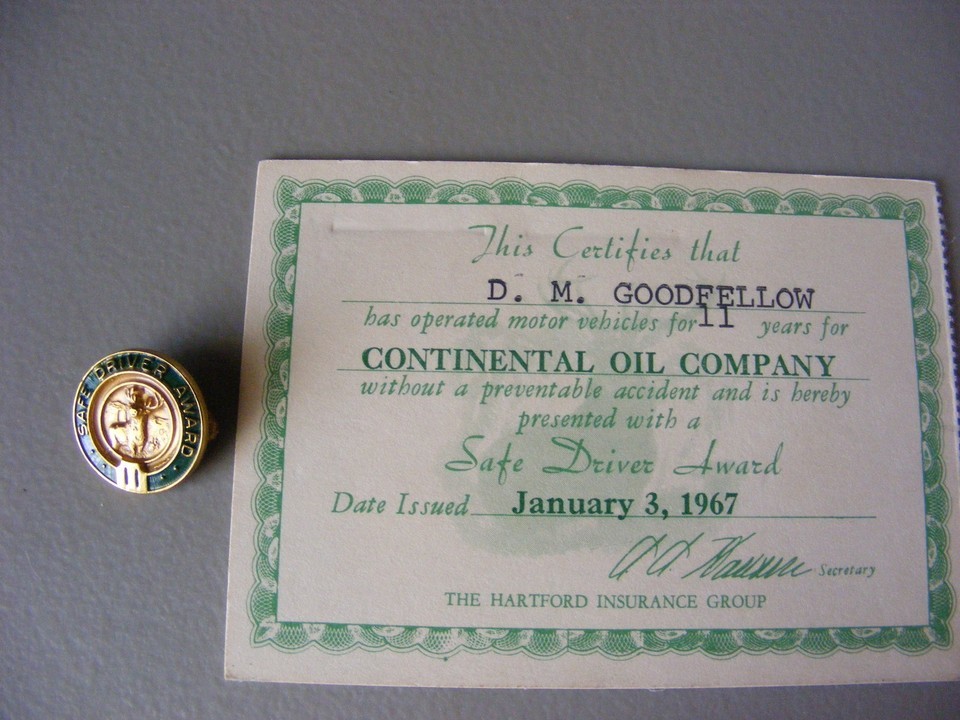 SAFE DRIVER AWARD
11
This Certifies that
D. M. GOODFELLOW
has operated motor vehicles for 11 years for
CONTINENTAL OIL COMPANY
without a preventable accident and is hereby
presented with a
Safe Driver Award
Date Issued January 3, 1967
Secretary
THE HARTFORD INSURANCE GROUP